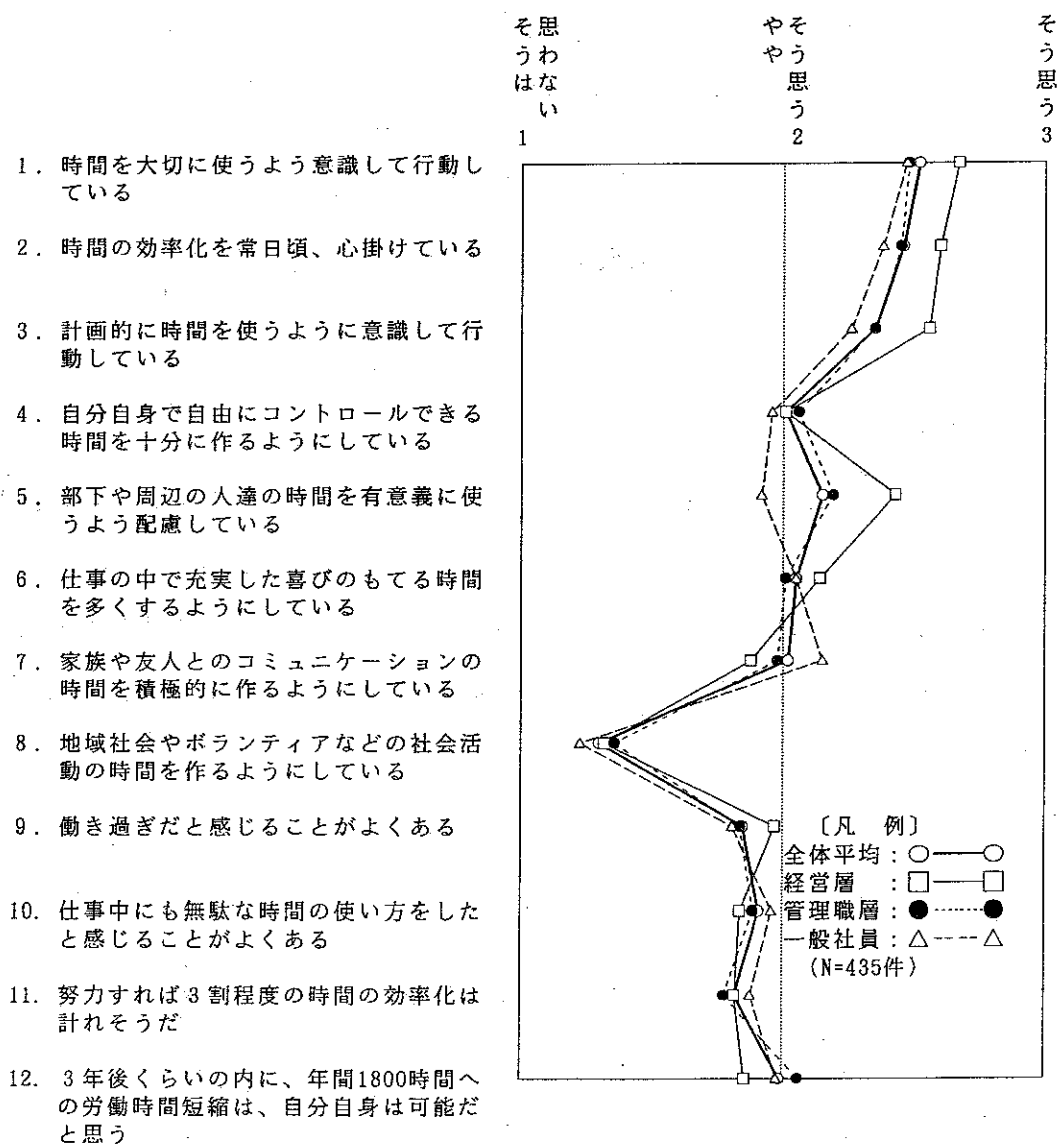 そうは
思わない
やや
そう思う
そう思う
1 2 3
1. 時間を大切に使うよう意識して行動し
ている
2. 時間の効率化を常日頃、心掛けている
3. 計画的に時間を使うように意識して行
動している
4. 自分自身で自由にコントロールできる
時間を十分に作るようにしている
5. 部下や周辺の人達の時間を有意義に使
うよう配慮している
6. 仕事の中で充実した喜びのもてる時間
を多くするようにしている
7. 家族や友人とのコミュニケーションの
時間を積極的に作るようにしている
8. 地域社会やボランティアなどの社会活
動の時間を作るようにしている
9. 働き過ぎだと感じることがよくある
10. 仕事中にも無駄な時間の使い方をした
と感じることがよくある
11. 努力すれば3割程度の時間の効率化は
計れそうだ
12. 3年後くらいの内に、年間1800時間へ
の労働時間短縮は、自分自身は可能だ
と思う
〔凡 例〕
全体平均:
経営層 :
管理職層:
一般社員:
(N=435件)